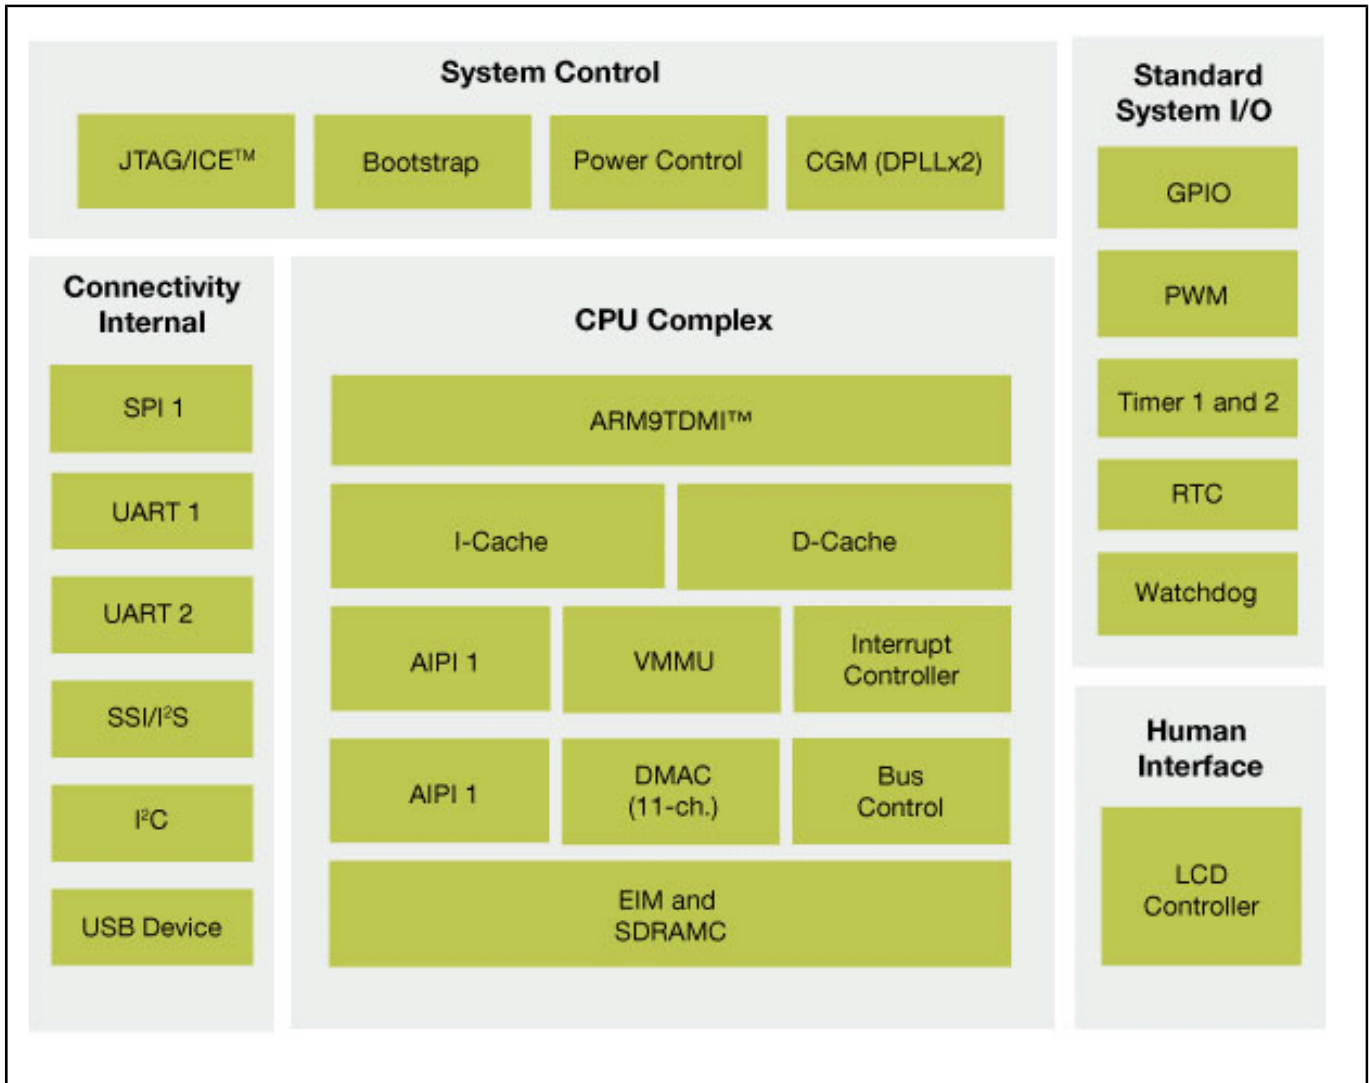 System Control
JTAG/ICE™
Bootstrap
Power Control
CGM (DPLLx2)
Standard
System I/O
GPIO
PWM
Timer 1 and 2
RTC
Watchdog
Connectivity
Internal
SPI 1
UART 1
UART 2
SSI/I²S
I²C
USB Device
CPU Complex
ARM9TDMI™
I-Cache
D-Cache
AIPI 1
VMMU
Interrupt
Controller
AIPI 1
DMAC
(11-ch.)
Bus
Control
EIM and
SDRAMC
Human
Interface
LCD
Controller